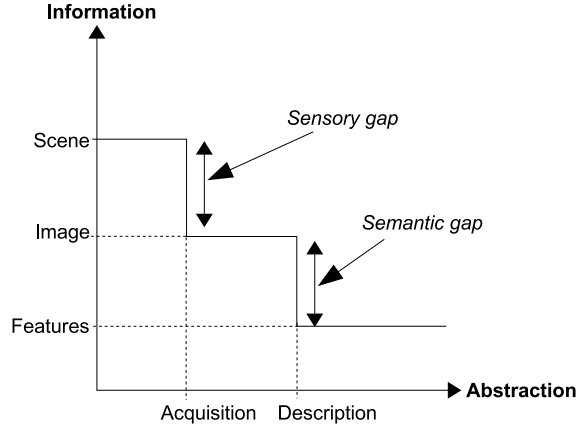 Information
Sensory gap
Scene
Semantic gap
Image
Features
Abstraction
Acquisition
Description